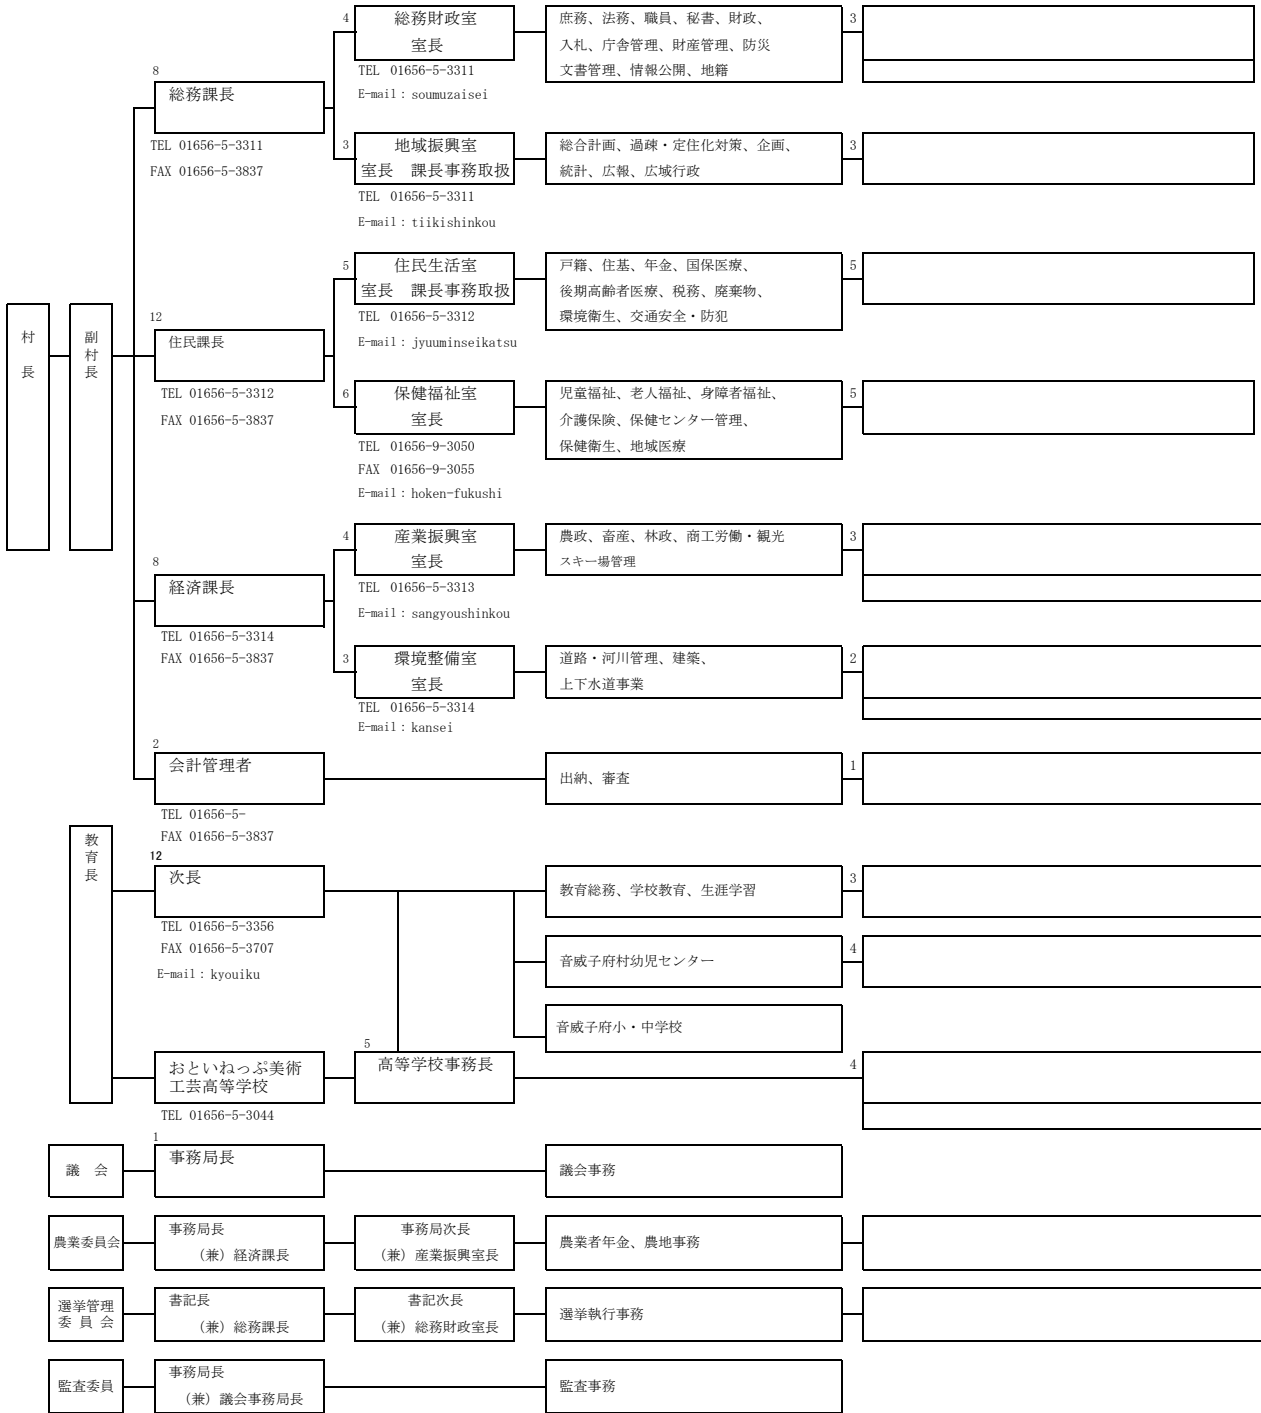 村長
副村長
8
総務課長
TEL 01656-5-3311
FAX 01656-5-3837
4
総務財政室
室長
TEL 01656-5-3311
E-mail：soumuzaisei
庶務、法務、職員、秘書、財政、
入札、庁舎管理、財産管理、防災
文書管理、情報公開、地籍
3
3
地域振興室
室長　課長事務取扱
TEL 01656-5-3311
E-mail：tiikishinkou
総合計画、過疎・定住化対策、企画、
統計、広報、広域行政
3
12
住民課長
TEL 01656-5-3312
FAX 01656-5-3837
5
住民生活室
室長　課長事務取扱
TEL 01656-5-3312
E-mail：jyuuminseikatsu
戸籍、住基、年金、国保医療、
後期高齢者医療、税務、廃棄物、
環境衛生、交通安全・防犯
5
6
保健福祉室
室長
TEL 01656-9-3050
FAX 01656-9-3055
E-mail：hoken-fukushi
児童福祉、老人福祉、身障者福祉、
介護保険、保健センター管理、
保健衛生、地域医療
5
8
経済課長
TEL 01656-5-3314
FAX 01656-5-3837
4
産業振興室
室長
TEL 01656-5-3313
E-mail：sangyoushinkou
農政、畜産、林政、商工労働・観光
スキー場管理
3
3
環境整備室
室長
TEL 01656-5-3314
E-mail：kansei
道路・河川管理、建築、
上下水道事業
2
2
会計管理者
TEL 01656-5-
FAX 01656-5-3837
出納、審査
1
教育長
12
次長
TEL 01656-5-3356
FAX 01656-5-3707
E-mail：kyouiku
教育総務、学校教育、生涯学習
3
音威子府村幼児センター
4
音威子府小・中学校
おといねっぷ美術
工芸高等学校
TEL 01656-5-3044
5
高等学校事務長
4
議　会
1
事務局長
議会事務
農業委員会
事務局長
（兼）経済課長
事務局次長
（兼）産業振興室長
農業者年金、農地事務
選挙管理
委 員 会
書記長
（兼）総務課長
書記次長
（兼）総務財政室長
選挙執行事務
監査委員
事務局長
（兼）議会事務局長
監査事務